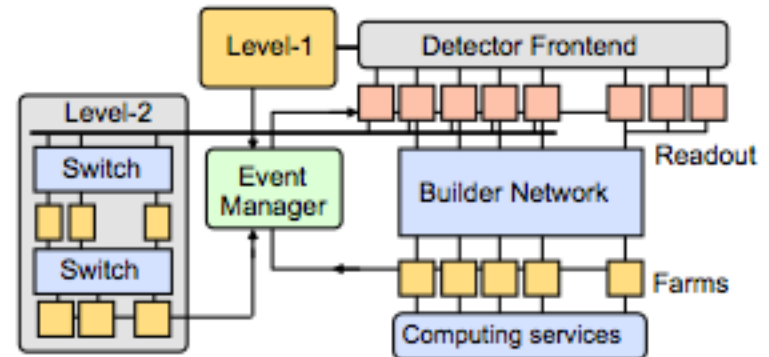 Level-1
Detector Frontend
Level-2
Switch
Event
Manager
Builder Network
Readout
Switch
Farms
Computing services